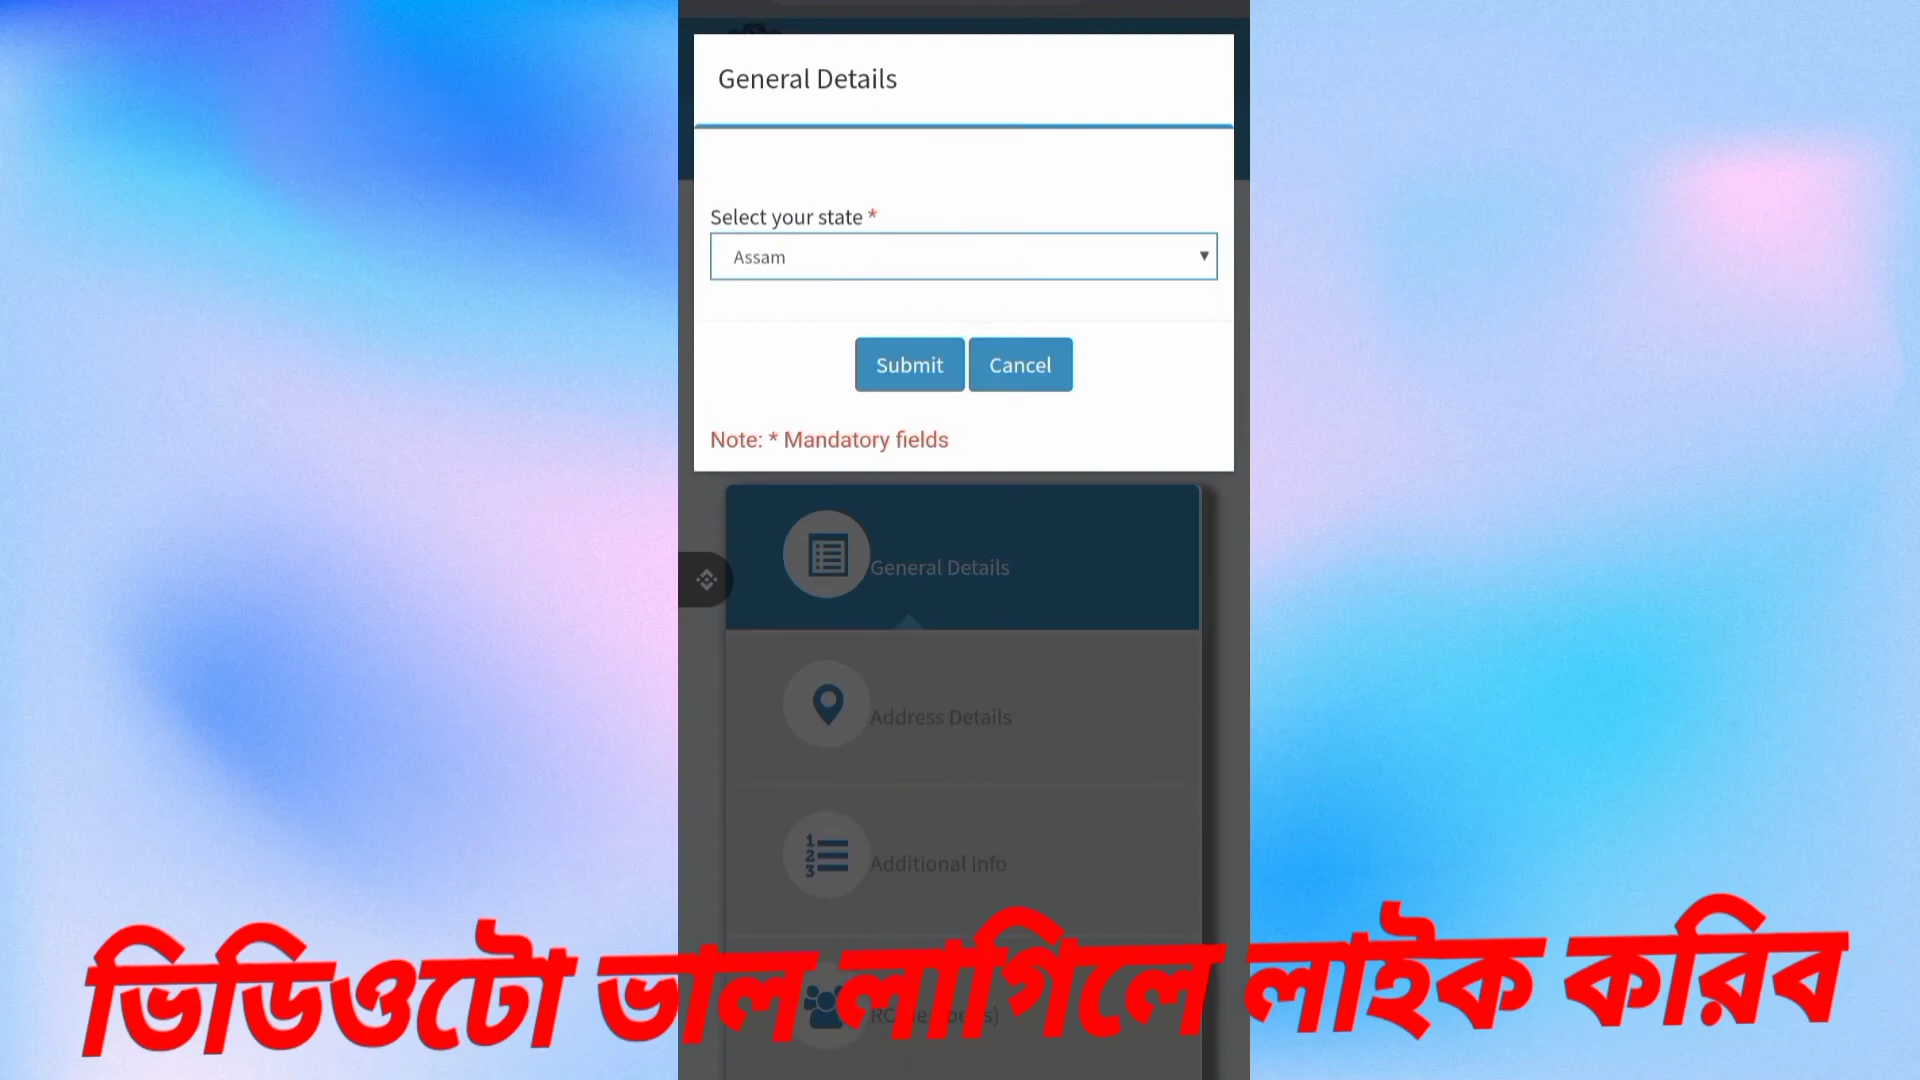 General Details
Select your state *
Assam
Submit Cancel
Note: * Mandatory fields
General Details
Address Details
Additional Info
ভিডিওটো ভাল লাগিলে লাইক কৰিব